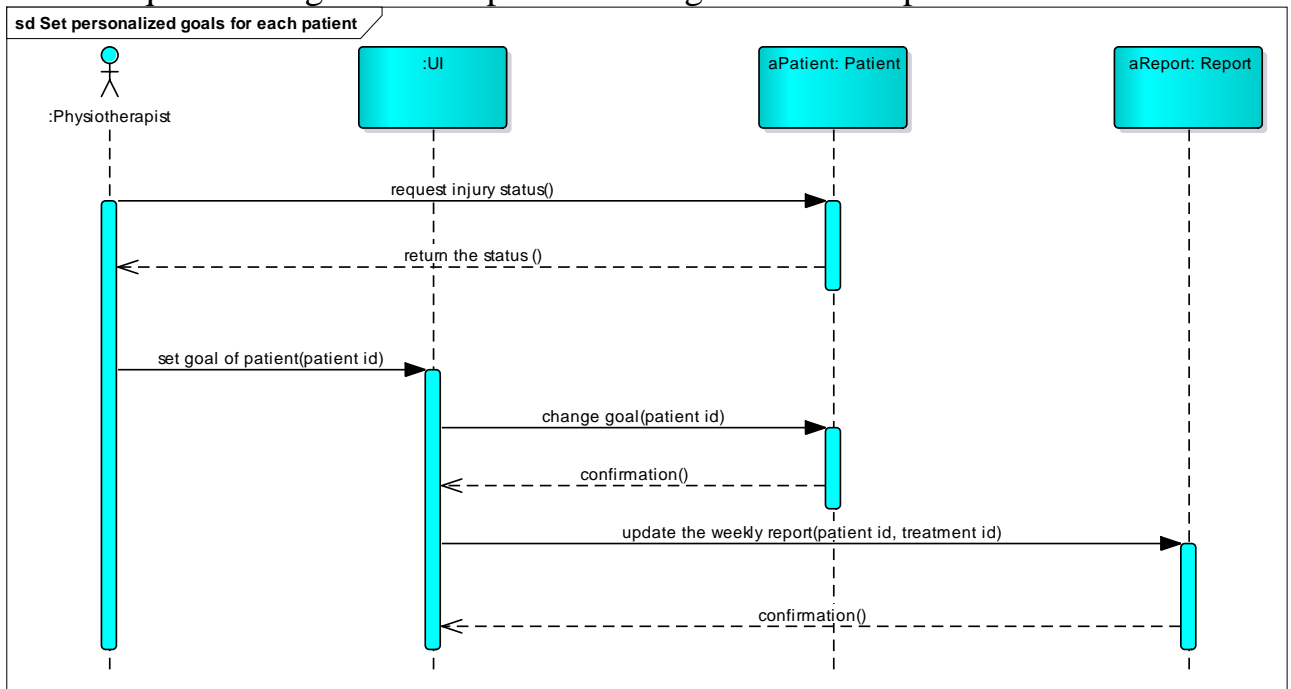 sd Set personalized goals for each patient
:Physiotherapist
:UI
aPatient: Patient
aReport: Report
request injury status()
return the status ()
set goal of patient(patient id)
change goal(patient id)
confirmation()
update the weekly report(patient id, treatment id)
confirmation()